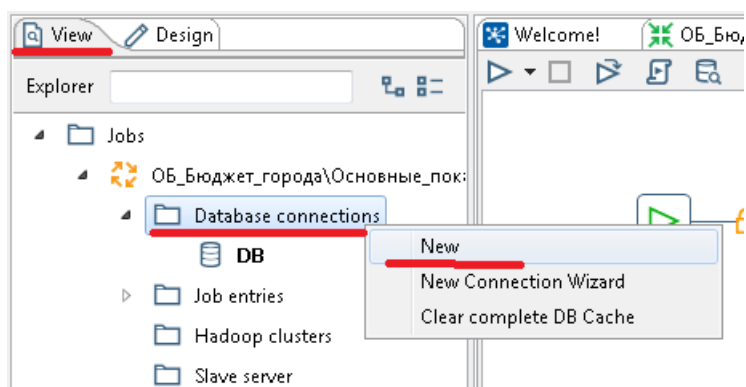 View Design
Welcome! ОБ_Бюд
Explorer
Jobs
ОБ_Бюджет_города\Основные_пок
Database connections
DB
New
New Connection Wizard
Clear complete DB Cache
Job entries
Hadoop clusters
Slave server